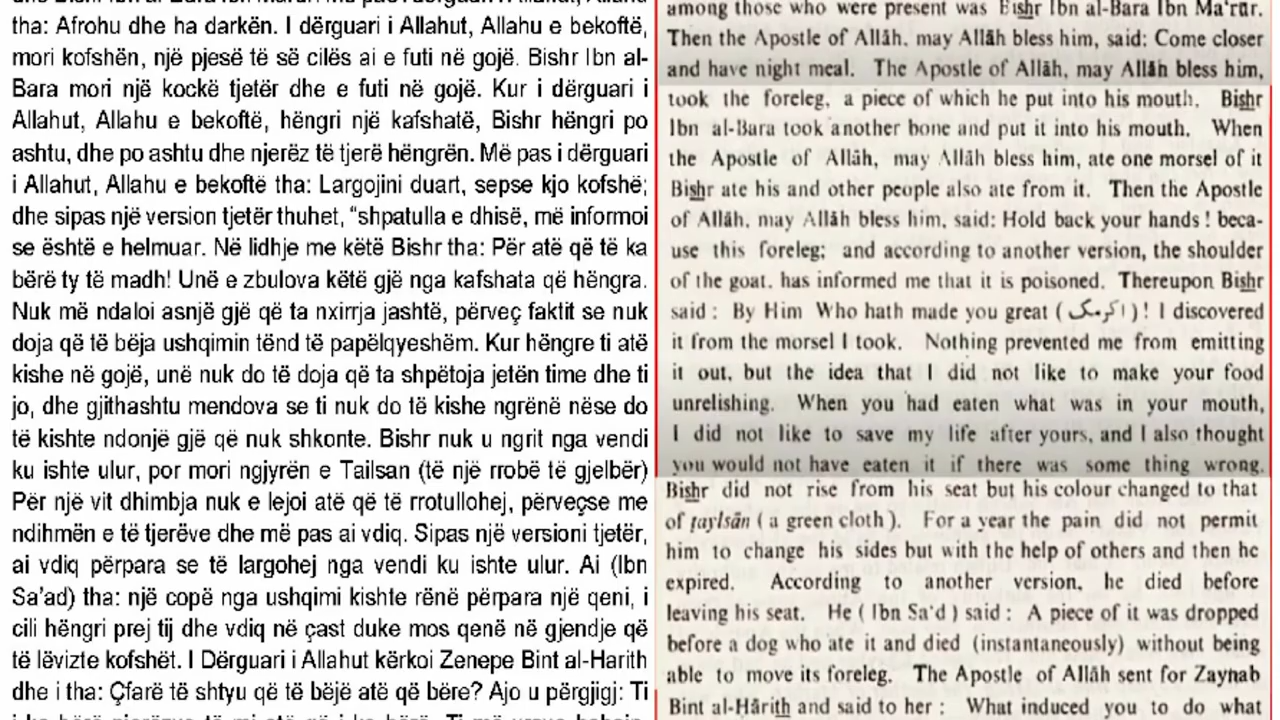 tha: Afrohu dhe ha darkën. I dërguari i Allahut, Allahu e bekoftë,
mori kofshën, një pjesë të së cilës ai e futi në gojë. Bishr Ibn al-
Bara mori një kockë tjetër dhe e futi në gojë. Kur i dërguari i
Allahut, Allahu e bekoftë, hëngri një kafshatë, Bishr hëngri po
ashtu, dhe po ashtu dhe njerëz të tjerë hëngrën. Më pas i dërguari
i Allahut, Allahu e bekoftë tha: Largojini duart, sepse kjo kofshë;
dhe sipas një version tjetër thuhet, “shpatulla e dhisë, më informoi
se është e helmuar. Në lidhje me këtë Bishr tha: Për atë që të ka
bërë ty të madh! Unë e zbulova këtë gjë nga kafshata që hëngra.
Nuk më ndaloi asnjë gjë që ta nxirrja jashtë, përveç faktit se nuk
doja që të bëja ushqimin tënd të papëlqyeshëm. Kur hëngre ti atë
kishe në gojë, unë nuk do të doja që ta shpëtoja jetën time dhe ti
jo, dhe gjithashtu mendova se ti nuk do të kishe ngrënë nëse do
të kishte ndonjë gjë që nuk shkonte. Bishr nuk u ngrit nga vendi
ku ishte ulur, por mori ngjyrën e Tailsan (të një rrobë të gjelbër)
Për një vit dhimbja nuk e lejoi atë që të rrotullohej, përveçse me
ndihmën e të tjerëve dhe më pas ai vdiq. Sipas një versioni tjetër,
ai vdiq përpara se të largohej nga vendi ku ishte ulur. Ai (Ibn
Sa’ad) tha: një copë nga ushqimi kishte rënë përpara një qeni, i
cili hëngri prej tij dhe vdiq në çast duke mos qenë në gjendje që
të lëvizte kofshët. I Dërguari i Allahut kërkoi Zenepe Bint al-Harith
dhe i tha: Çfarë të shtyu që të bëjë atë që bëre? Ajo u përgjigj: Ti
among those who were present was Bishr Ibn al-Bara Ibn Ma'rūr.
Then the Apostle of Allāh, may Allāh bless him, said: Come closer
and have night meal. The Apostle of Allāh, may Allāh bless him,
took the foreleg, a piece of which he put into his mouth. Bishr
Ibn al-Bara took another bone and put it into his mouth. When
the Apostle of Allāh, may Allāh bless him, ate one morsel of it
Bishr ate his and other people also ate from it. Then the Apostle
of Allāh, may Allāh bless him, said: Hold back your hands ! beca-
use this foreleg; and according to another version, the shoulder
of the goat, has informed me that it is poisoned. Thereupon Bishr
said : By Him Who hath made you great ( اكرمک ) ! I discovered
it from the morsel I took. Nothing prevented me from emitting
it out, but the idea that I did not like to make your food
unrelishing. When you had eaten what was in your mouth,
I did not like to save my life after yours, and I also thought
you would not have eaten it if there was some thing wrong.
Bishr did not rise from his seat but his colour changed to that
of ṭaylsān ( a green cloth ). For a year the pain did not permit
him to change his sides but with the help of others and then he
expired. According to another version, he died before
leaving his seat. He ( Ibn Sa'd ) said : A piece of it was dropped
before a dog who ate it and died (instantaneously) without being
able to move its foreleg. The Apostle of Allāh sent for Zaynab
Bint al-Hārith and said to her : What induced you to do what